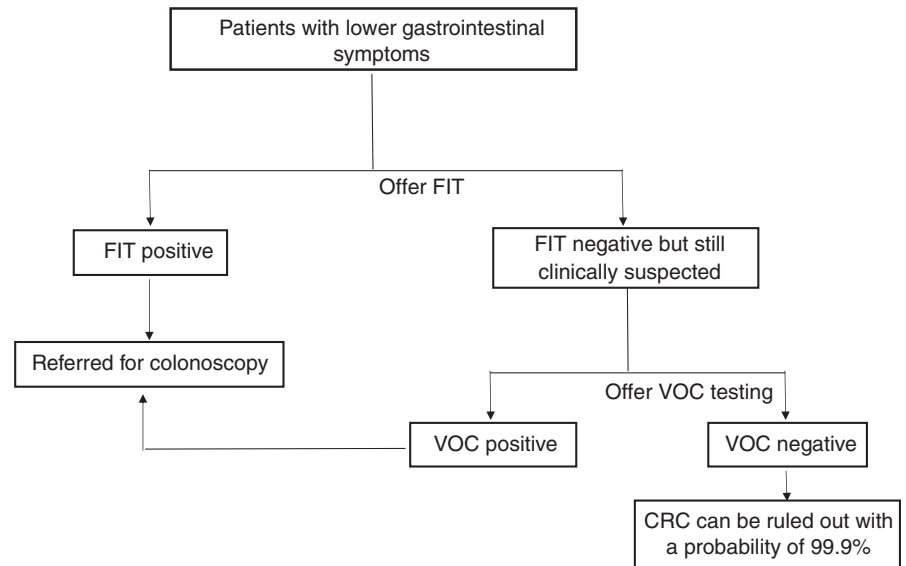 Patients with lower gastrointestinal
symptoms
Offer FIT
FIT positive
FIT negative but still
clinically suspected
Referred for colonoscopy
Offer VOC testing
VOC positive
VOC negative
CRC can be ruled out with
a probability of 99.9%